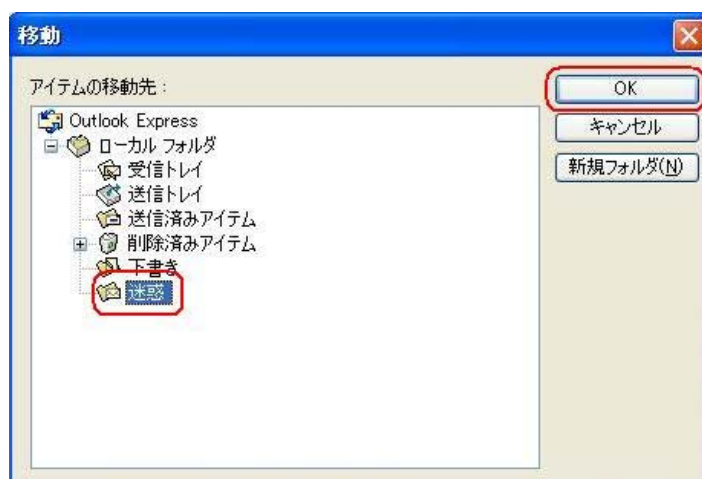 移動
アイテムの移動先:
OK
キャンセル
新規フォルダ(N)
Outlook Express
ローカル フォルダ
受信トレイ
送信トレイ
送信済みアイテム
削除済みアイテム
下書き
迷惑